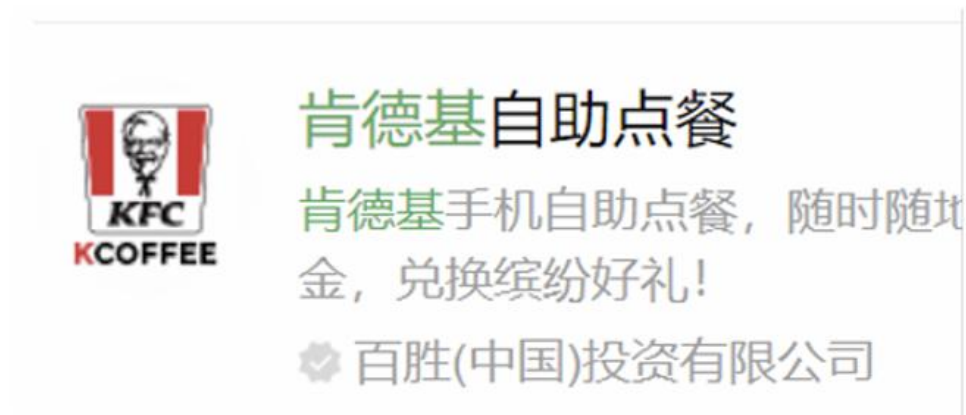 肯德基自助点餐
肯德基手机自助点餐，随时随地
金，兑换缤纷好礼！
KFC
KCOFFEE
百胜(中国)投资有限公司